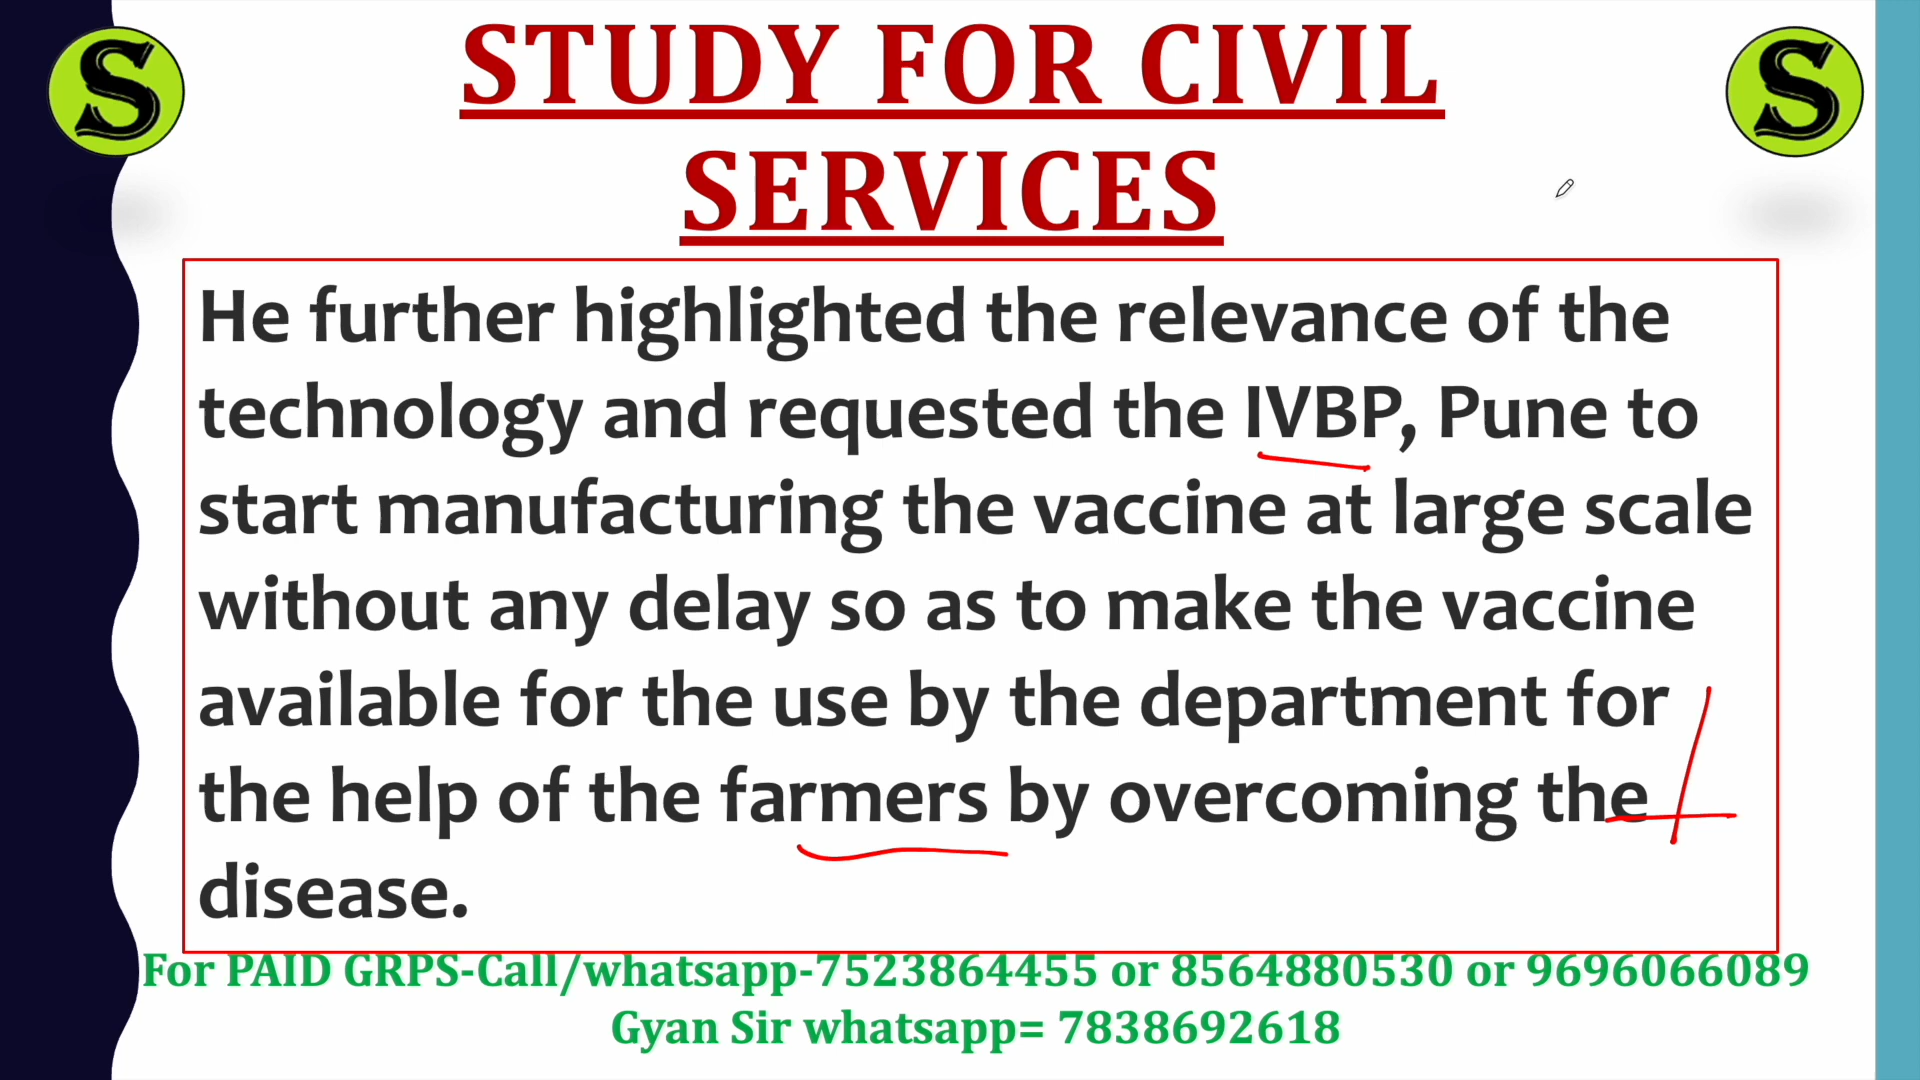 S
S
STUDY FOR CIVIL
SERVICES
He further highlighted the relevance of the
technology and requested the IVBP, Pune to
start manufacturing the vaccine at large scale
without any delay so as to make the vaccine
available for the use by the department for
the help of the farmers by overcoming the
disease.
For PAID GRPS-Call/whatsapp-7523864455 or 8564880530 or 9696066089
Gyan Sir whatsapp= 7838692618